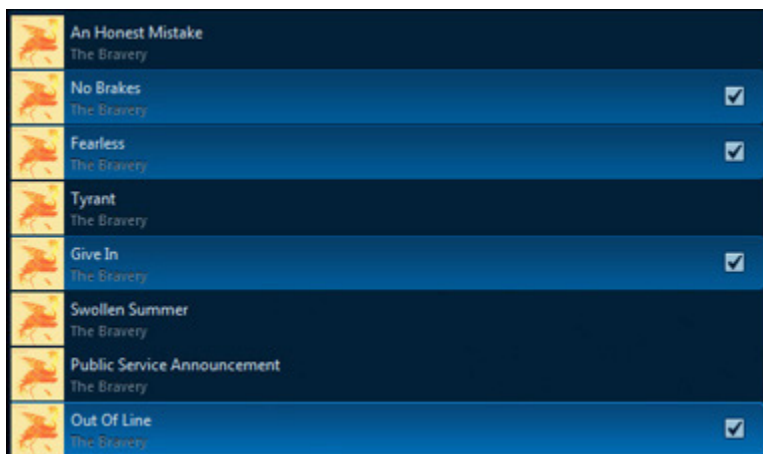 An Honest Mistake
The Bravery
No Brakes
The Bravery
Fearless
The Bravery
Tyrant
The Bravery
Give In
The Bravery
Swollen Summer
The Bravery
Public Service Announcement
The Bravery
Out Of Line
The Bravery